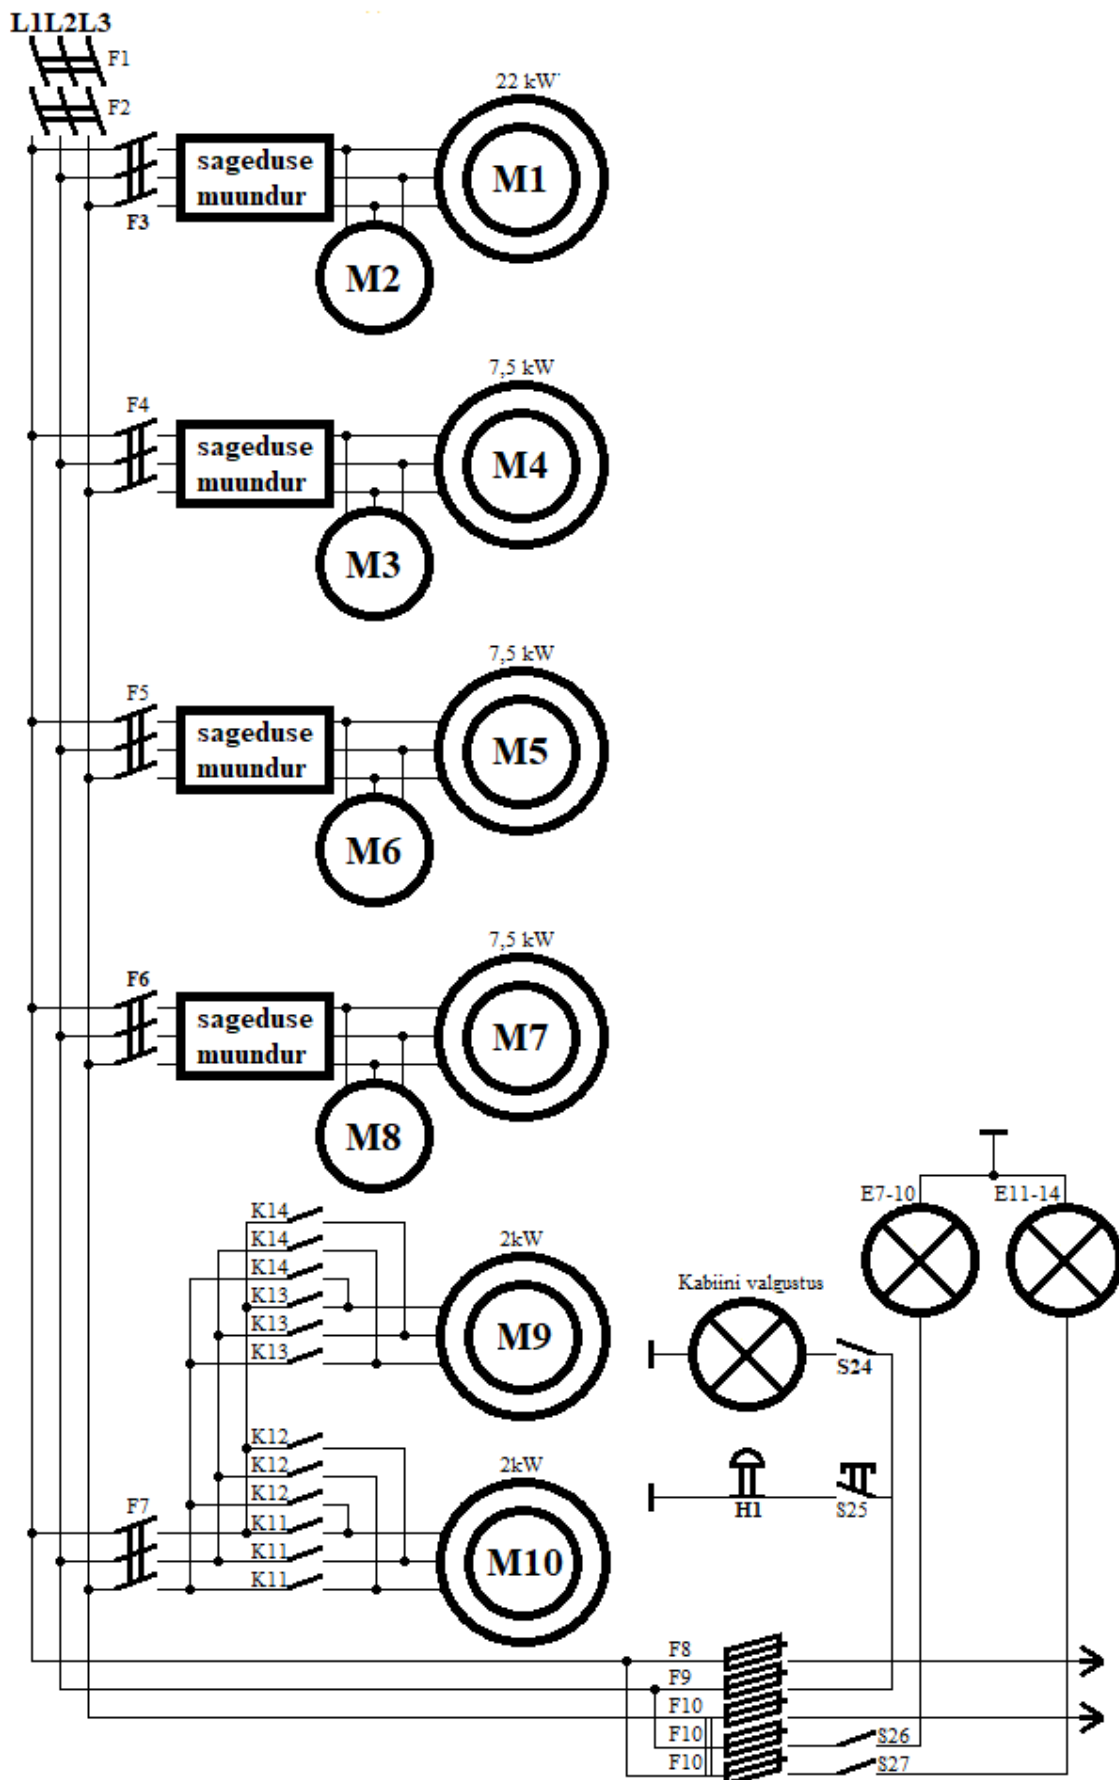 L1L2L3
F1
F2
22 kW
sageduse
muundur
M1
F3
M2
7,5 kW
F4
sageduse
muundur
M4
M3
7,5 kW
F5
sageduse
muundur
M5
M6
7,5 kW
F6
sageduse
muundur
M7
M8
E7-10
E11-14
K14
K14
K14
K13
K13
K13
2kW
M9
Kabiini valgustus
S24
K12
K12
K12
K11
K11
K11
2kW
F7
M10
H1
S25
F8
F9
F10
F10
F10
S26
S27